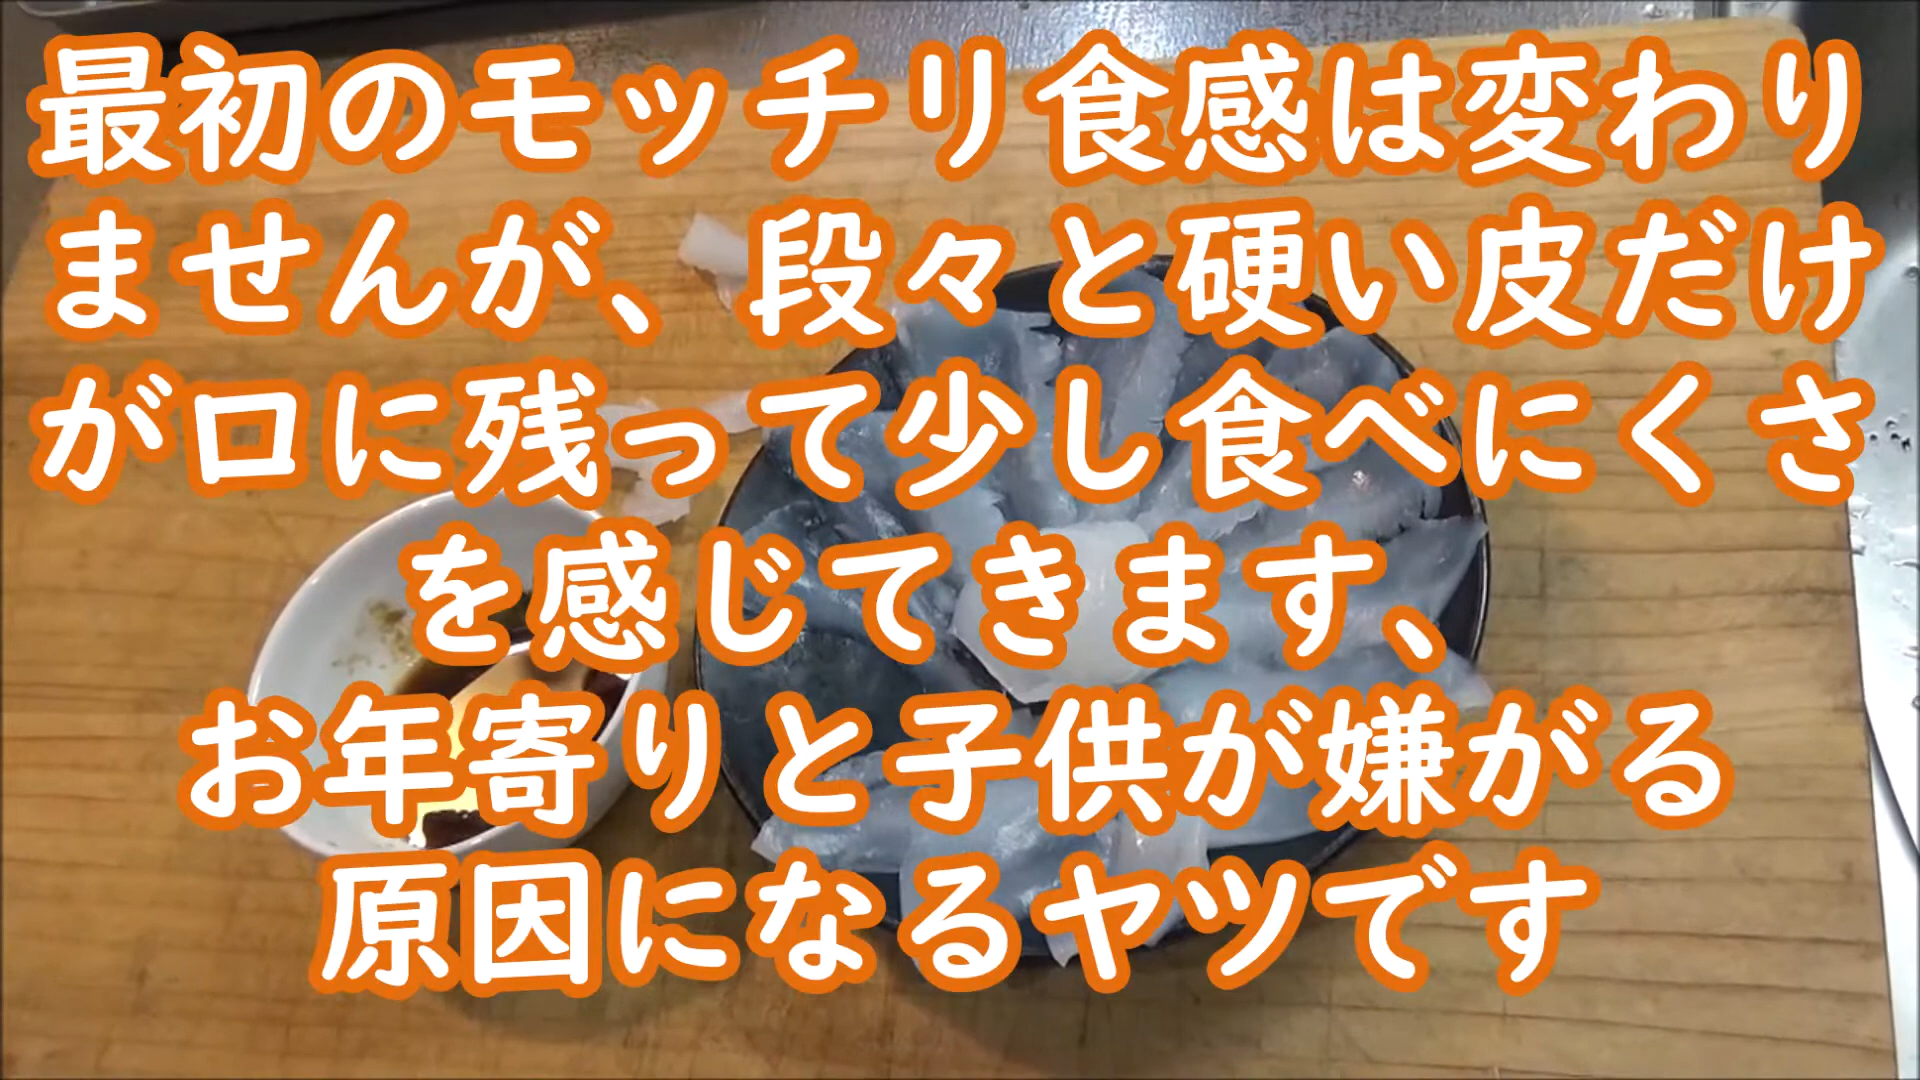 最初のモッチリ食感は変わり
ませんが、段々と硬い皮だけ
が口に残って少し食べにくさ
を感じてきます、
お年寄りと子供が嫌がる
原因になるヤツです